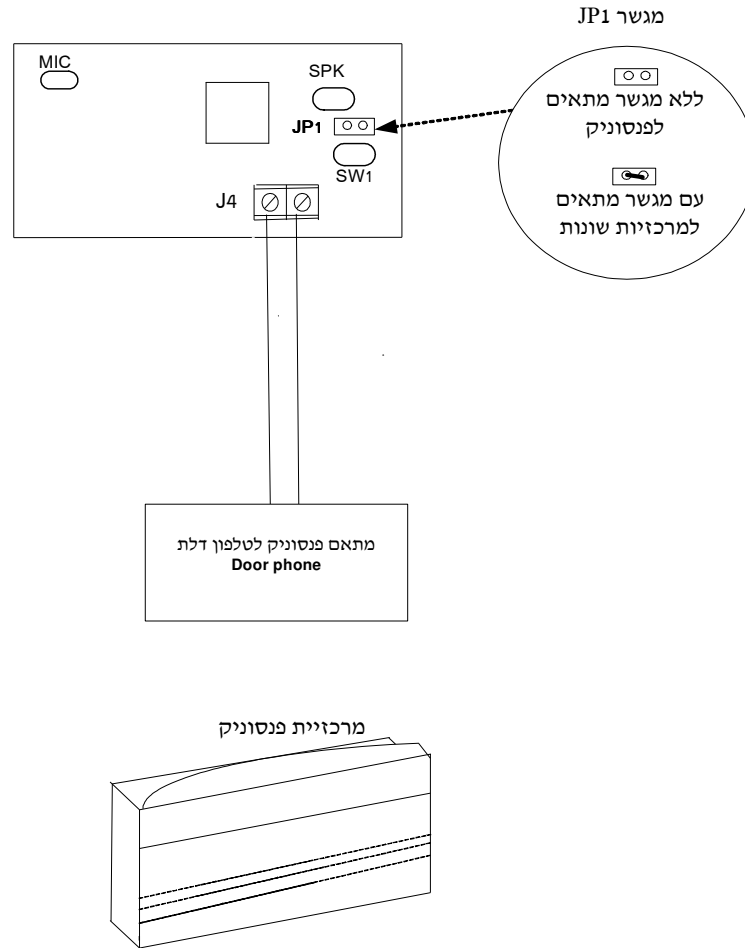 מגשר JP1
MIC
SPK
JP1
SW1
J4
ללא מגשר מתאים
לפנסוניק
עם מגשר מתאים
למרכזיות שונות
מתאם פנסוניק לטלפון דלת
Door phone
מרכזיית פנסוניק